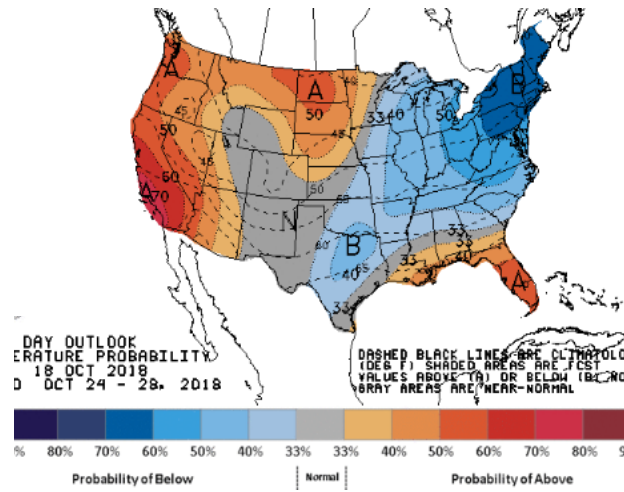 A
A
B
45
40
45
50
50
33 40
50
45
60
A 70
50
55
N
60
B
33
33
40
40 65
33
33
A
DAY OUTLOOK
ERATURE PROBABILITY
18 OCT 2018
OCT 24 - 28, 2018
DASHED BLACK LINES ARE CLIMATOLO
(DEG F) SHADED AREAS ARE FCST
VALUES ABOVE (A) OR BELOW (B)
GRAY AREAS ARE NEAR-NORMAL
% 80% 70% 60% 50% 40% 33% 33% 40% 50% 60% 70% 80% 9
Probability of Below Normal Probability of Above